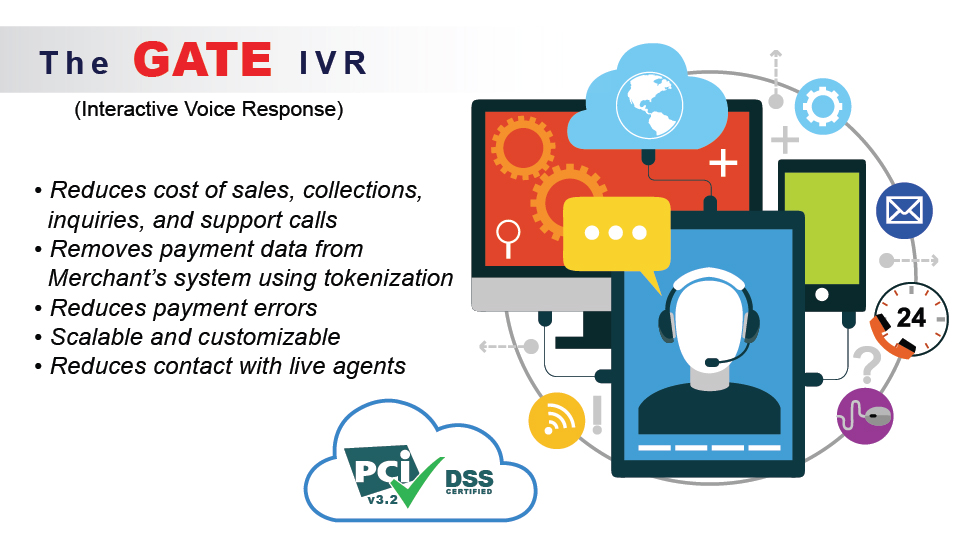 The GATE IVR
(Interactive Voice Response)
• Reduces cost of sales, collections,
inquiries, and support calls
• Removes payment data from
Merchant’s system using tokenization
• Reduces payment errors
• Scalable and customizable
• Reduces contact with live agents
24
?
!
PCi
v3.2
DSS
CERTIFIED